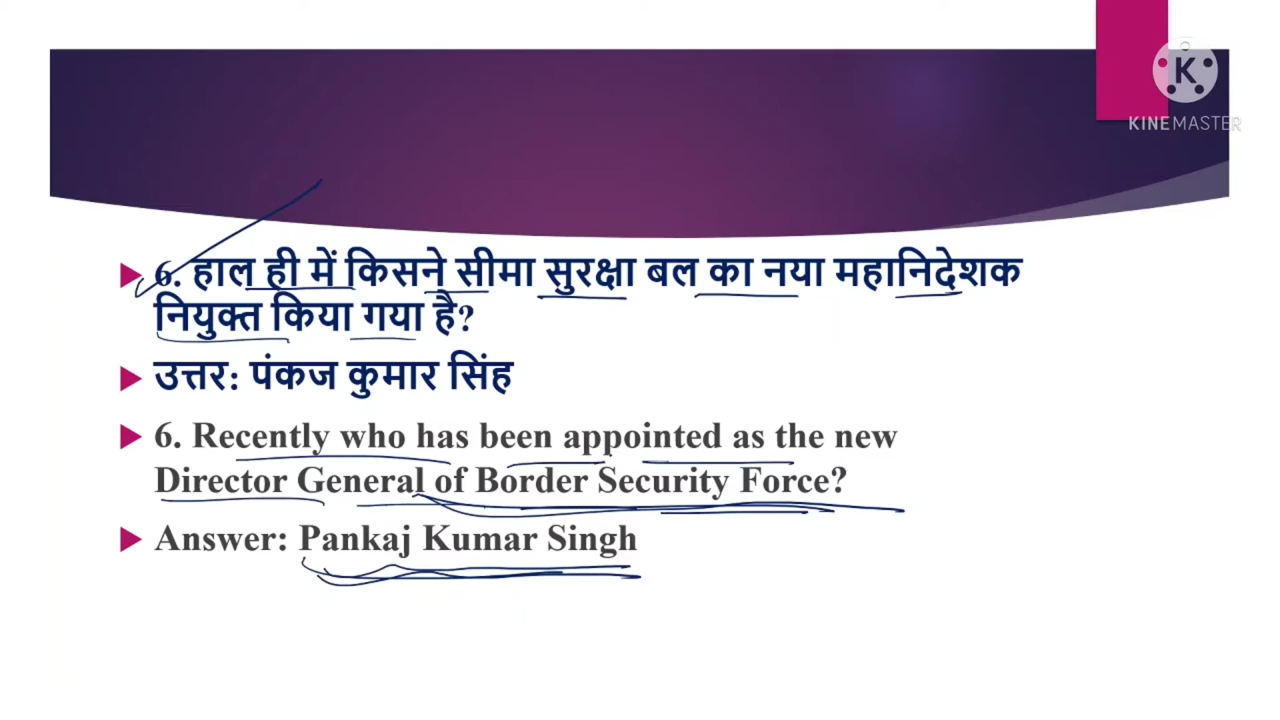 K
KINEMASTER
6. हाल ही में किसने सीमा सुरक्षा बल का नया महानिदेशक
नियुक्त किया गया है?
उत्तर: पंकज कुमार सिंह
6. Recently who has been appointed as the new
Director General of Border Security Force?
Answer: Pankaj Kumar Singh